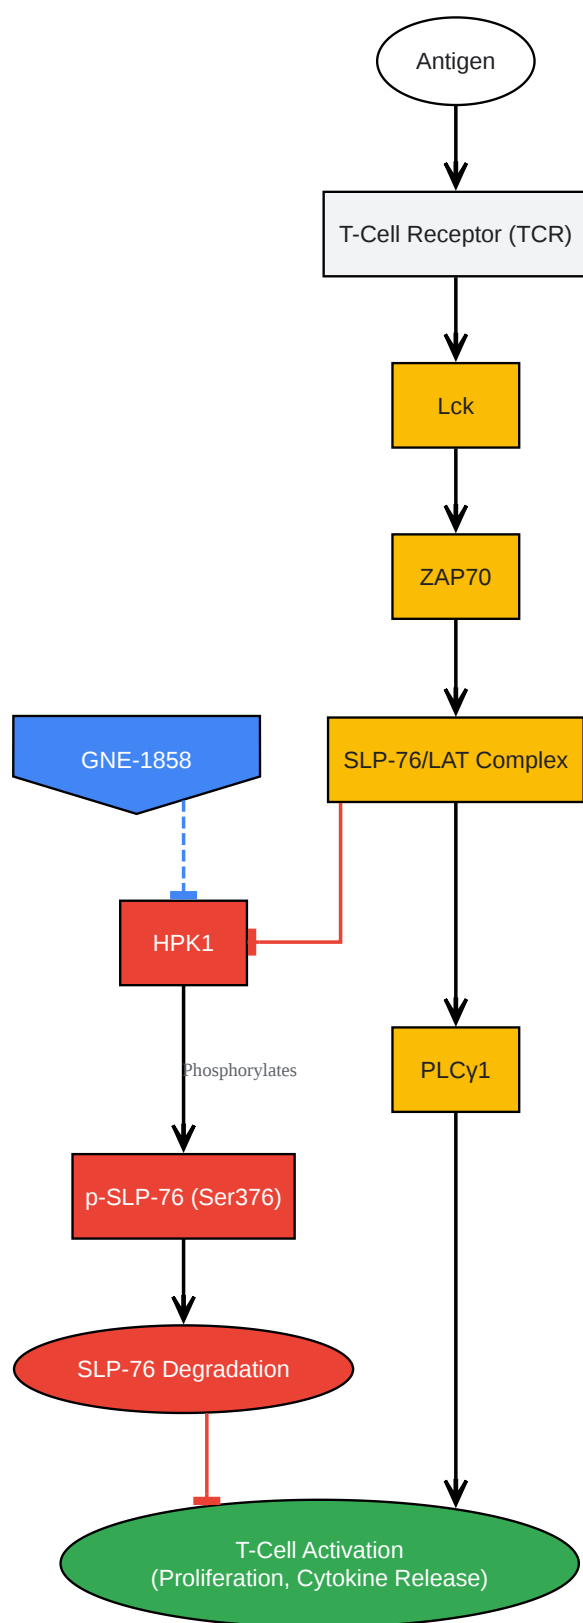 Antigen
T-Cell Receptor (TCR)
Lck
ZAP70
GNE-1858
SLP-76/LAT Complex
HPK1
Phosphorylates
PLCγ1
p-SLP-76 (Ser376)
SLP-76 Degradation
T-Cell Activation
(Proliferation, Cytokine Release)